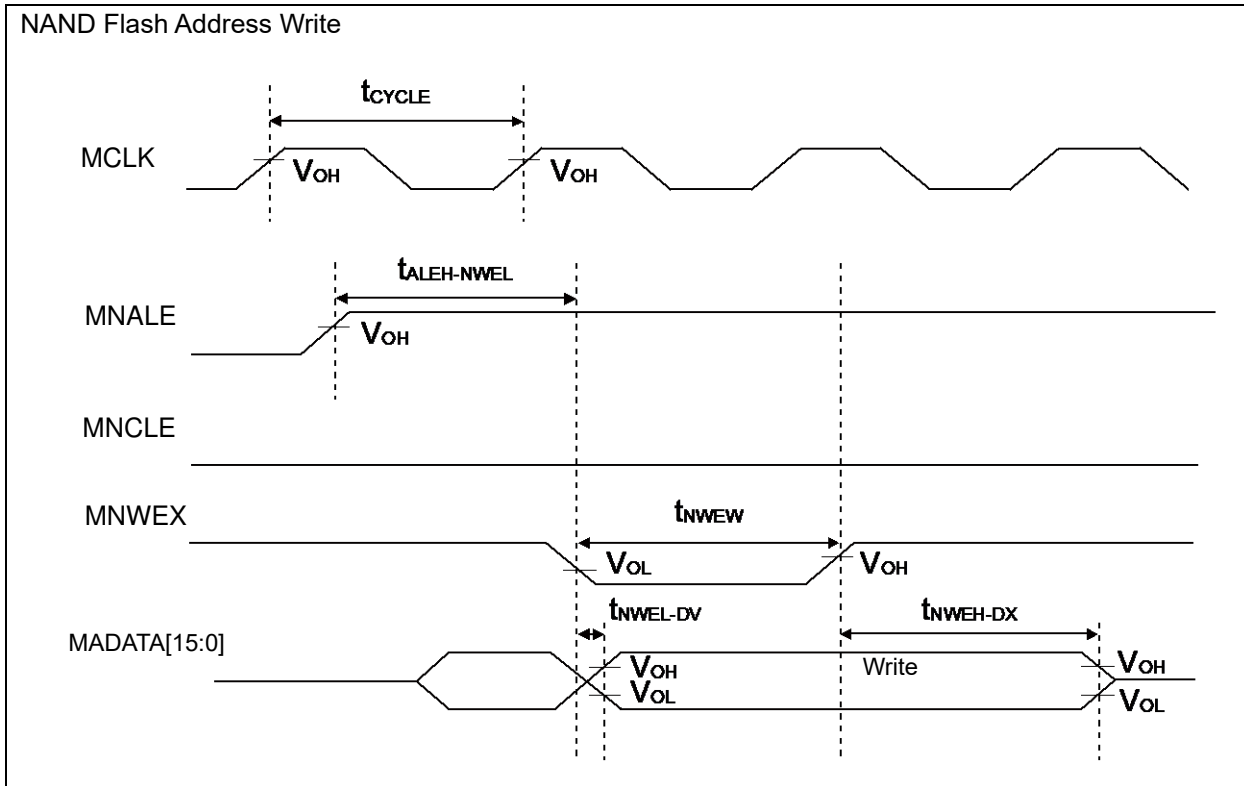 NAND Flash Address Write
tCYCLE
MCLK
VOH
VOH
tALEH-NWEL
MNALE
VOH
MNCLE
MNWEX
tNWEW
VOL
VOH
tNWEL-DV
tNWEH-DX
MADATA[15:0]
VOH
Write
VOH
VOL
VOL